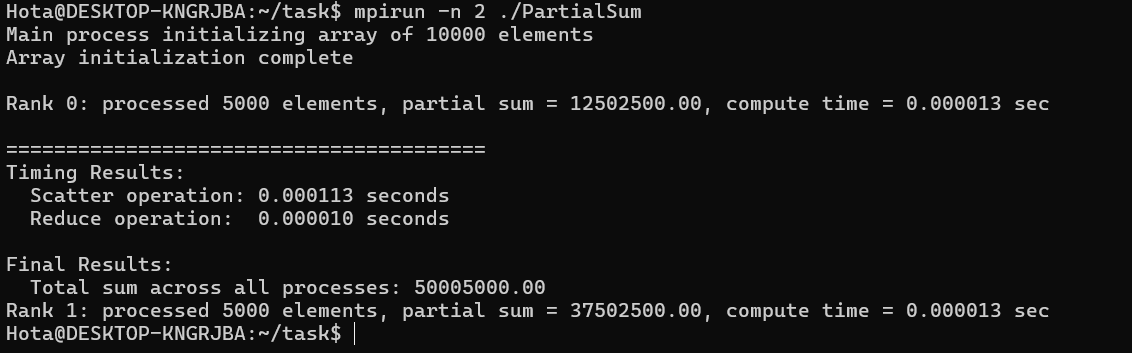 Hota@DESKTOP-KNGRJBA:~/task$ mpirun -n 2 ./PartialSum
Main process initializing array of 10000 elements
Array initialization complete
Rank 0: processed 5000 elements, partial sum = 12502500.00, compute time = 0.000013 sec
========================================
Timing Results:
  Scatter operation: 0.000113 seconds
  Reduce operation:  0.000010 seconds
Final Results:
  Total sum across all processes: 50005000.00
Rank 1: processed 5000 elements, partial sum = 37502500.00, compute time = 0.000013 sec
Hota@DESKTOP-KNGRJBA:~/task$